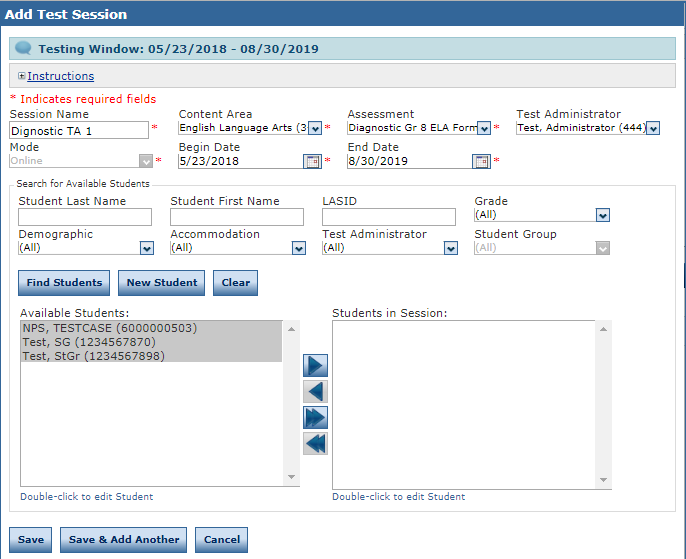 Add Test Session
Testing Window: 05/23/2018 - 08/30/2019
Instructions
* Indicates required fields
Session Name Content Area Assessment Test Administrator
Dignostic TA 1 * English Language Arts (3 * Diagnostic Gr 8 ELA Form * Test, Administrator (444)
Mode Begin Date End Date
Online * 5/23/2018 * 8/30/2019 *
Search for Available Students
Student Last Name Student First Name LASID Grade
(All)
Demographic Accommodation Test Administrator Student Group
(All) (All) (All) (All)
Find Students New Student Clear
Available Students: Students in Session:
NPS, TESTCASE (6000000503)
Test, SG (1234567870)
Test, StGr (1234567898)
Double-click to edit Student Double-click to edit Student
Save Save & Add Another Cancel